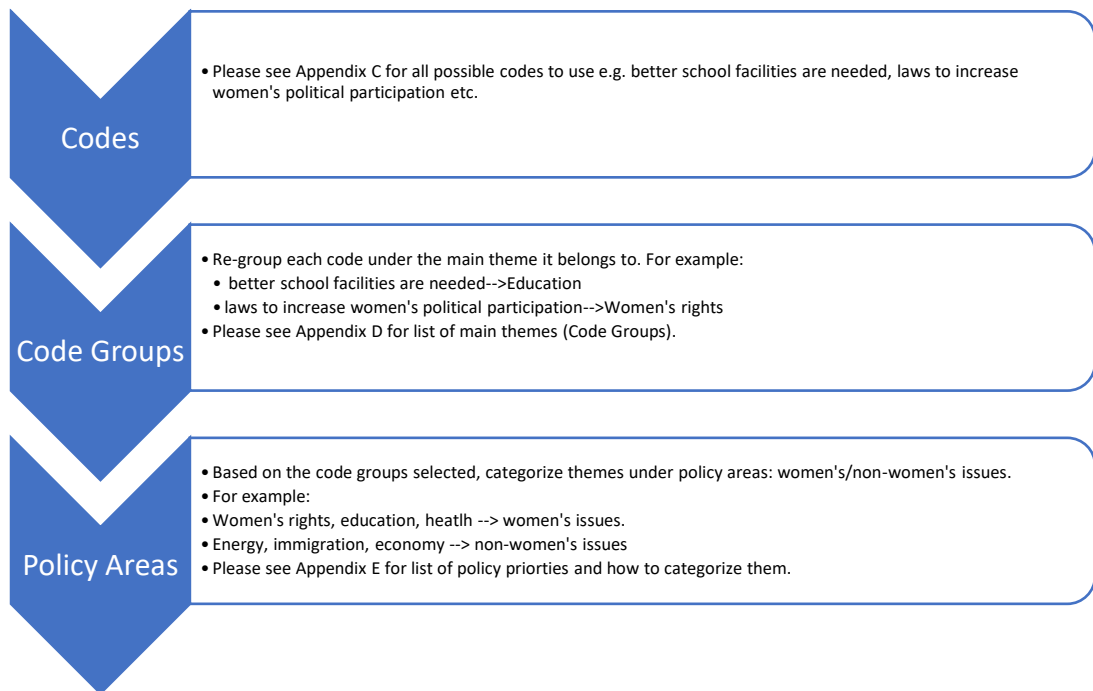 Codes
• Please see Appendix C for all possible codes to use e.g. better school facilities are needed, laws to increase
women's political participation etc.
Code Groups
• Re-group each code under the main theme it belongs to. For example:
• better school facilities are needed-->Education
• laws to increase women's political participation-->Women's rights
• Please see Appendix D for list of main themes (Code Groups).
Policy Areas
• Based on the code groups selected, categorize themes under policy areas: women's/non-women's issues.
• For example:
• Women's rights, education, heatlh --> women's issues.
• Energy, immigration, economy --> non-women's issues
• Please see Appendix E for list of policy priorties and how to categorize them.